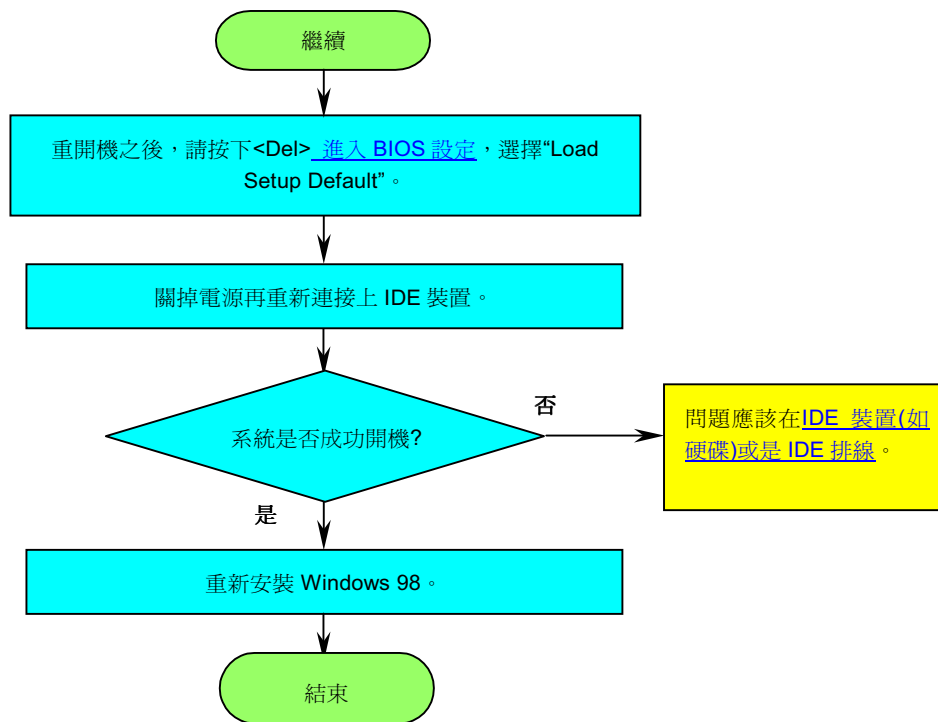 繼續
重開機之後，請按下<Del> 進入 BIOS 設定，選擇“Load
Setup Default”。
關掉電源再重新連接上 IDE 裝置。
系統是否成功開機?
否
問題應該在IDE 裝置(如
硬碟)或是 IDE 排線。
是
重新安裝 Windows 98。
結束